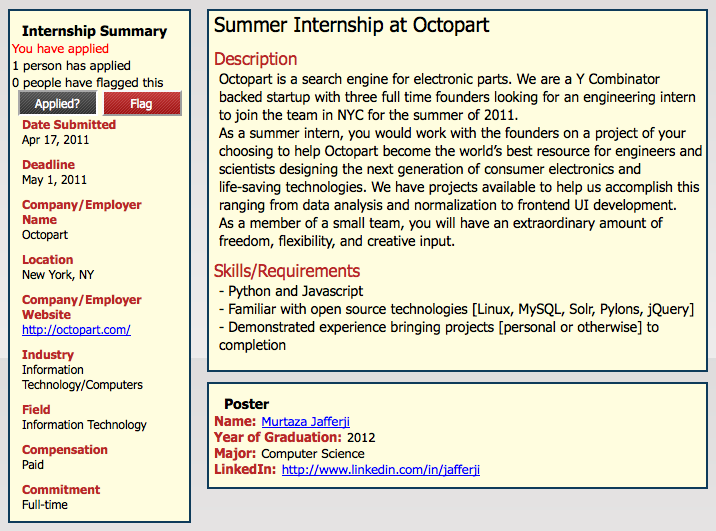 Internship Summary
You have applied
1 person has applied
0 people have flagged this
Applied? Flag
Date Submitted
Apr 17, 2011
Deadline
May 1, 2011
Company/Employer
Name
Octopart
Location
New York, NY
Company/Employer
Website
http://octopart.com/
Industry
Information
Technology/Computers
Field
Information Technology
Compensation
Paid
Commitment
Full-time
Summer Internship at Octopart
Description
Octopart is a search engine for electronic parts. We are a Y Combinator
backed startup with three full time founders looking for an engineering intern
to join the team in NYC for the summer of 2011.
As a summer intern, you would work with the founders on a project of your
choosing to help Octopart become the world's best resource for engineers and
scientists designing the next generation of consumer electronics and
life-saving technologies. We have projects available to help us accomplish this
ranging from data analysis and normalization to frontend UI development.
As a member of a small team, you will have an extraordinary amount of
freedom, flexibility, and creative input.
Skills/Requirements
- Python and Javascript
- Familiar with open source technologies [Linux, MySQL, Solr, Pylons, jQuery]
- Demonstrated experience bringing projects [personal or otherwise] to
completion
Poster
Name: Murtaza Jafferji
Year of Graduation: 2012
Major: Computer Science
LinkedIn: http://www.linkedin.com/in/jafferji